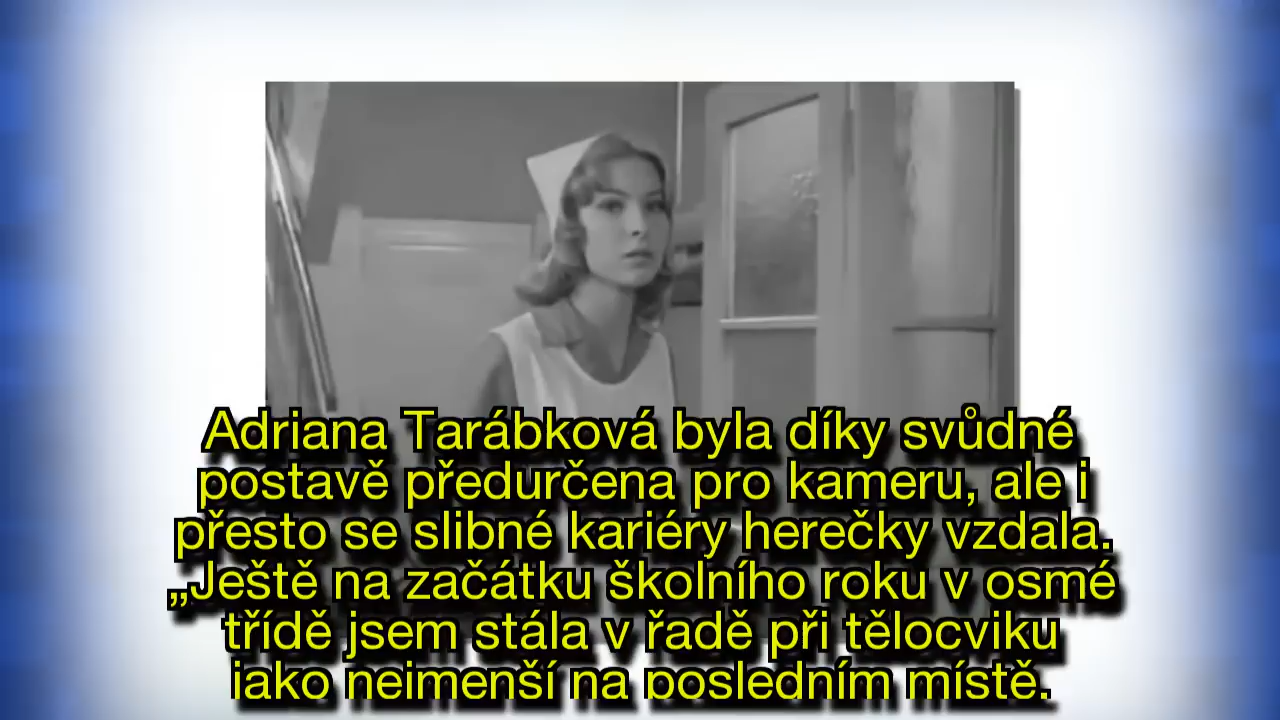 Adriana Tarábková byla díky svůdné
postavě předurčena pro kameru, ale i
přesto se slibné kariéry herečky vzdala.
„Ještě na začátku školního roku v osmé
třídě jsem stála v řadě při tělocviku
jako nejmenší na posledním místě.